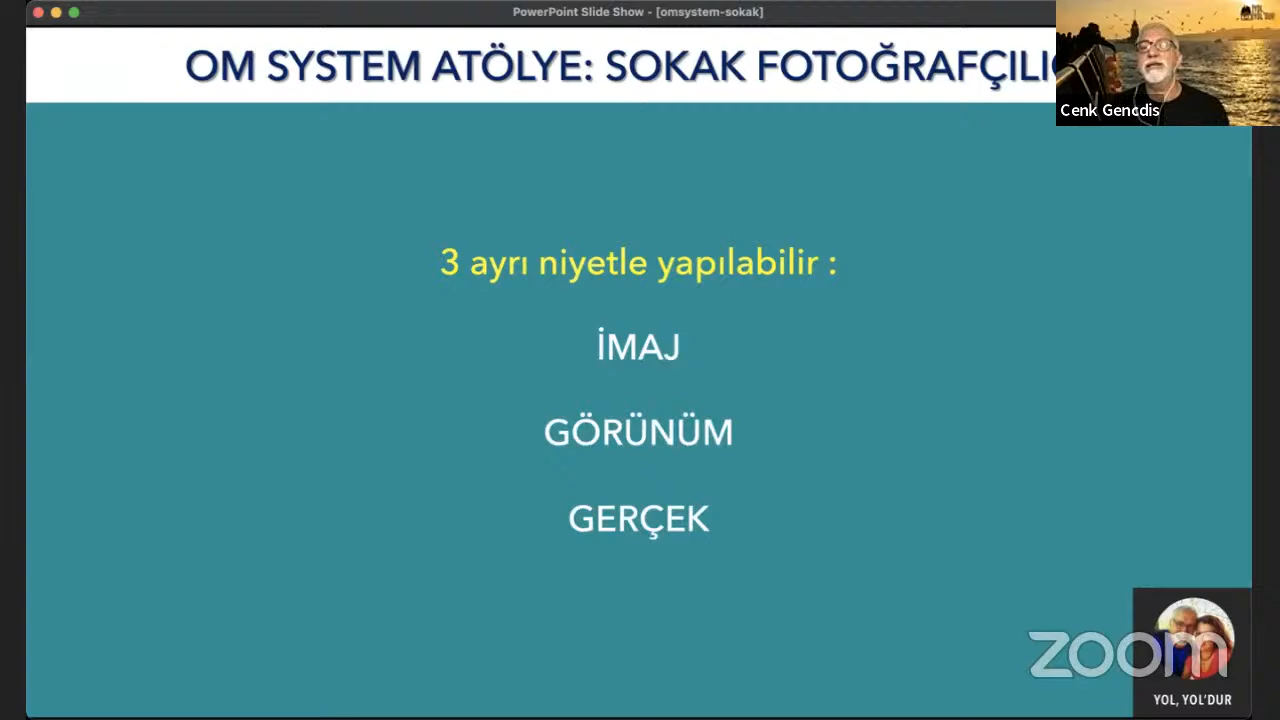 PowerPoint Slide Show - [omsystem-sokak]
OM SYSTEM ATÖLYE: SOKAK
Cenk Gencdis
3 ayrı niyetle yapılabilir :
İMAJ
GÖRÜNÜM
GERÇEK
zoom
YOL, YOL'DUR